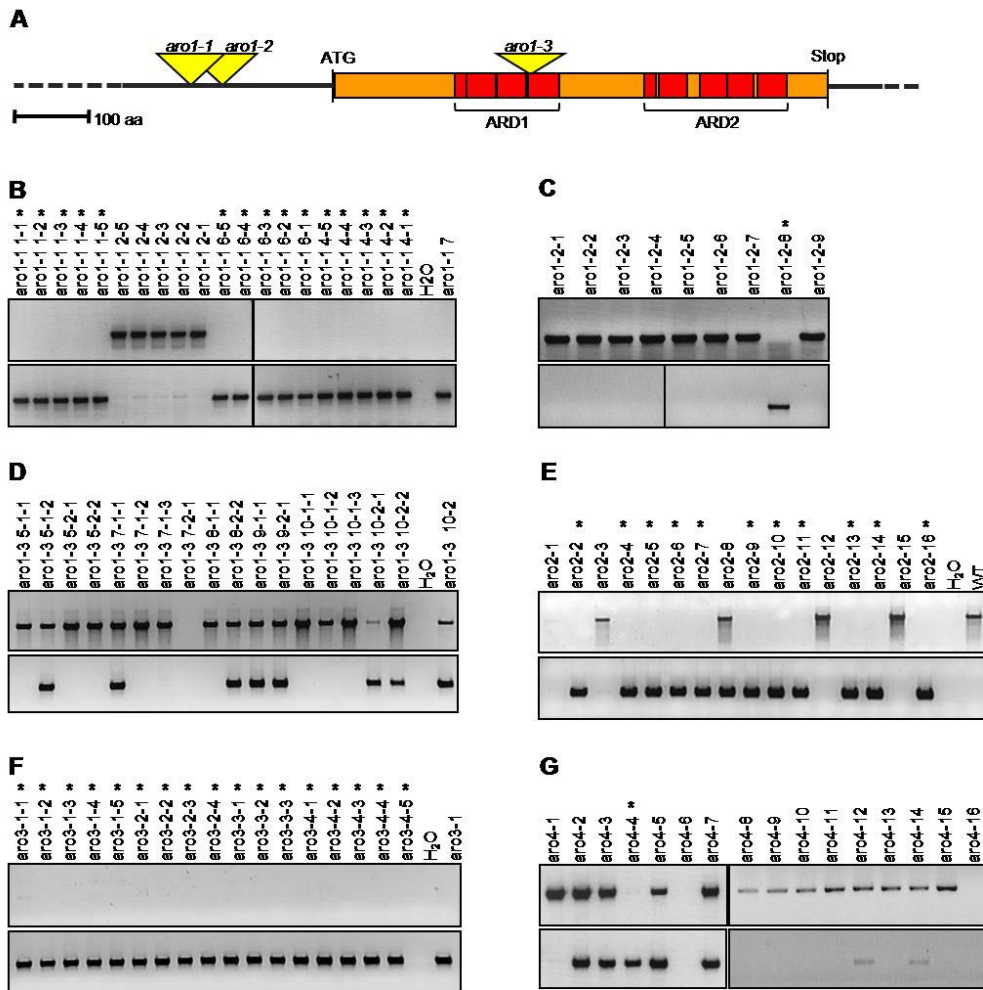 A
aro1-1
aro1-2
aro1-3
ATG
Stop
100 aa
ARD1
ARD2
B
aro1-1 1-1 *
aro1-1 1-2 *
aro1-1 1-3 *
aro1-1 1-4 *
aro1-1 1-5 *
aro1-1 2-5
aro1-1 2-4
aro1-1 2-3
aro1-1 2-2
aro1-1 2-1
aro1-1 6-5 *
aro1-1 6-4 *
aro1-1 6-3 *
aro1-1 6-2 *
aro1-1 6-1 *
aro1-1 4-5 *
aro1-1 4-4 *
aro1-1 4-3 *
aro1-1 4-2 *
aro1-1 4-1 *
H2O
aro1-1 7
C
aro1-2-1
aro1-2-2
aro1-2-3
aro1-2-4
aro1-2-5
aro1-2-6
aro1-2-7
aro1-2-8 *
aro1-2-9
D
aro1-3 5-1-1
aro1-3 5-1-2
aro1-3 5-2-1
aro1-3 5-2-2
aro1-3 7-1-1
aro1-3 7-1-2
aro1-3 7-1-3
aro1-3 7-2-1
aro1-3 8-1-1
aro1-3 8-2-2
aro1-3 9-1-1
aro1-3 9-2-1
aro1-3 10-1-1
aro1-3 10-1-2
aro1-3 10-1-3
aro1-3 10-2-1
aro1-3 10-2-2
H₂O
aro1-3 10-2
E
aro2-1
aro2-2 *
aro2-3
aro2-4 *
aro2-5 *
aro2-6 *
aro2-7 *
aro2-8
aro2-9 *
aro2-10 *
aro2-11 *
aro2-12
aro2-13 *
aro2-14 *
aro2-15
aro2-16 *
H₂O
WT
F
aro3-1-1 *
aro3-1-2 *
aro3-1-3 *
aro3-1-4 *
aro3-1-5 *
aro3-2-1 *
aro3-2-2 *
aro3-2-3 *
aro3-2-4 *
aro3-3-1 *
aro3-3-2 *
aro3-3-3 *
aro3-4-1 *
aro3-4-2 *
aro3-4-3 *
aro3-4-4 *
aro3-4-5 *
H₂O
aro3-1
G
aro4-1
aro4-2
aro4-3
aro4-4 *
aro4-5
aro4-6
aro4-7
aro4-8
aro4-9
aro4-10
aro4-11
aro4-12
aro4-13
aro4-14
aro4-15
aro4-16